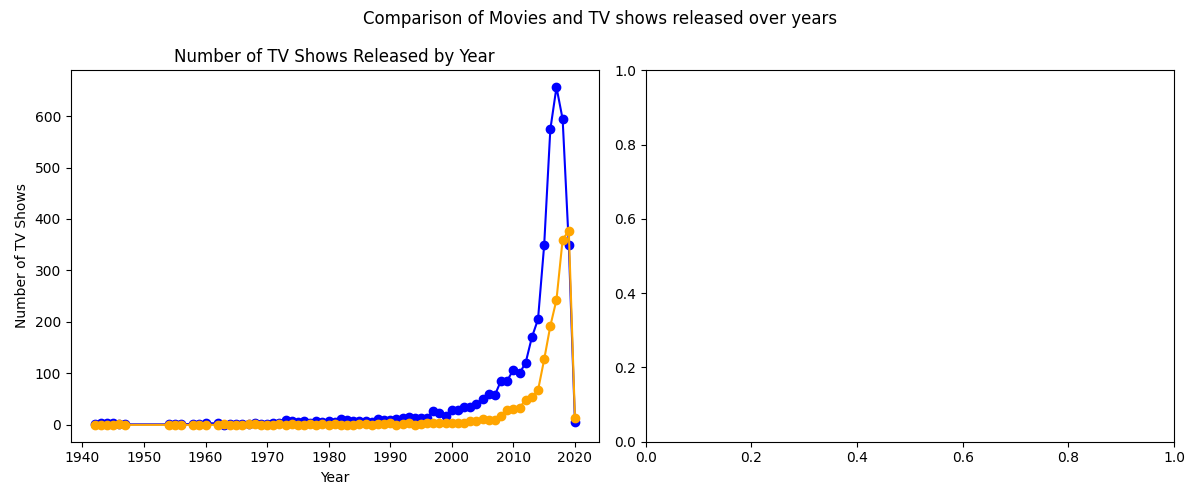 Comparison of Movies and TV shows released over years
Number of TV Shows Released by Year
Number of TV Shows
600
500
400
300
200
100
0
1940 1950 1960 1970 1980 1990 2000 2010 2020
Year
1.0
0.8
0.6
0.4
0.2
0.0
0.0 0.2 0.4 0.6 0.8 1.0